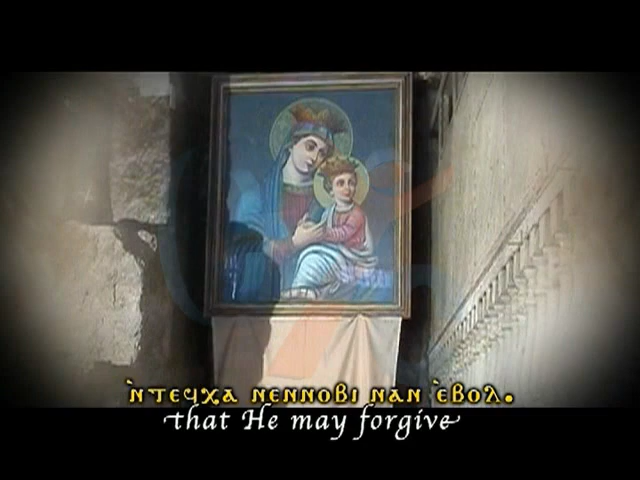 ⲛ̀ⲧⲉϥⲭⲁ ⲛⲉⲛⲛⲟⲃⲓ ⲛⲁⲛ ⲉ̀ⲃⲟⲗ.
that He may forgive